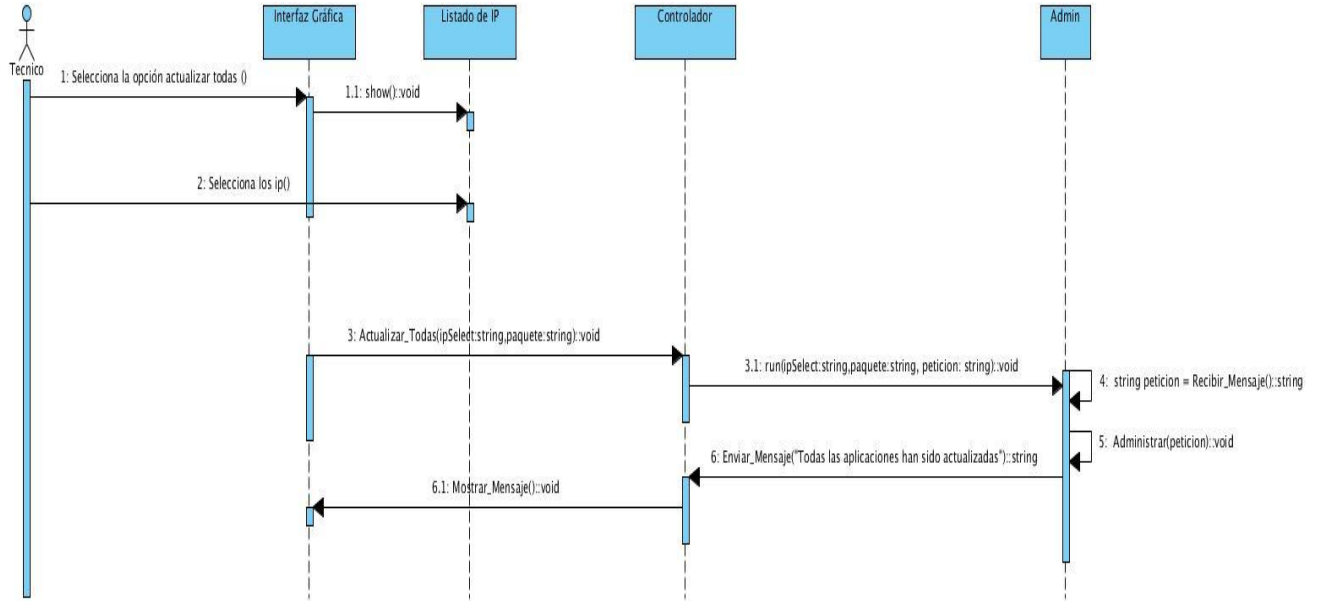 Interfaz Gráfica
Listado de IP
Controlador
Admin
Tecnico
1: Selecciona la opción actualizar todas ()
1.1: show()::void
2: Selecciona los ip()
3: Actualizar_Todas(ipSelect:string,paquete:string)::void
3.1: run(ipSelect:string,paquete:string, peticion: string)::void
4: string peticion = Recibir_Mensaje()::string
5: Administrar(peticion)::void
6: Enviar_Mensaje("Todas las aplicaciones han sido actualizadas")::string
6.1: Mostrar_Mensaje()::void